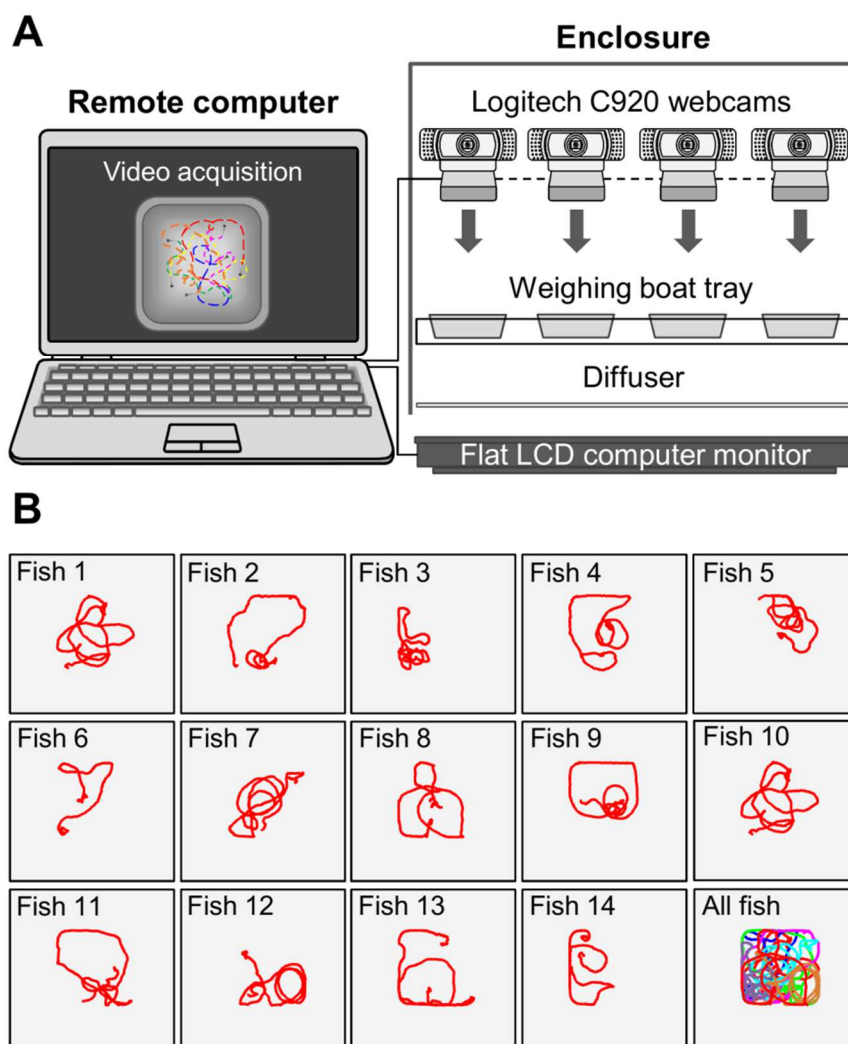 A
Enclosure
Remote computer
Logitech C920 webcams
Video acquisition
Weighing boat tray
Diffuser
Flat LCD computer monitor
B
Fish 1 Fish 2 Fish 3 Fish 4 Fish 5
Fish 6 Fish 7 Fish 8 Fish 9 Fish 10
Fish 11 Fish 12 Fish 13 Fish 14 All fish